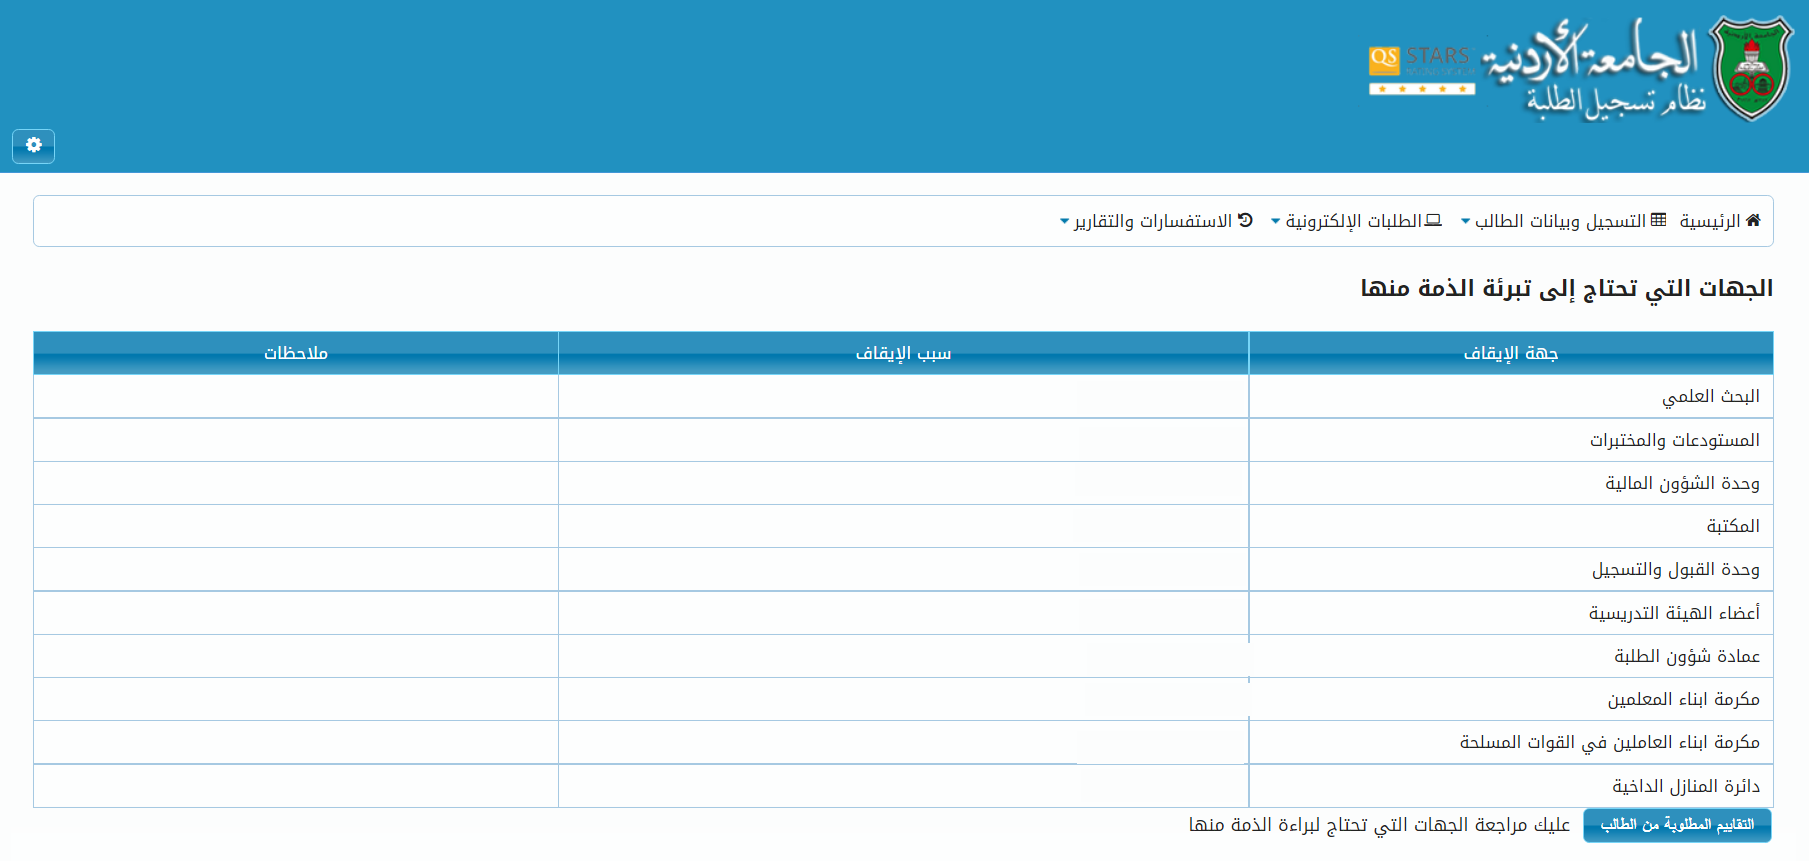 الجامعة الأردنية
نظام تسجيل الطلبة
QS STARS
الرئيسية التسجيل وبيانات الطالب الطلبات الإلكترونية الاستفسارات والتقارير
الجهات التي تحتاج إلى تبرئة الذمة منها
جهة الإيقاف سبب الإيقاف ملاحظات
البحث العلمي
المستودعات والمختبرات
وحدة الشؤون المالية
المكتبة
وحدة القبول والتسجيل
أعضاء الهيئة التدريسية
عمادة شؤون الطلبة
مكرمة ابناء المعلمين
مكرمة ابناء العاملين في القوات المسلحة
دائرة المنازل الداخية
التقاييم المطلوبة من الطالب عليك مراجعة الجهات التي تحتاج لبراءة الذمة منها